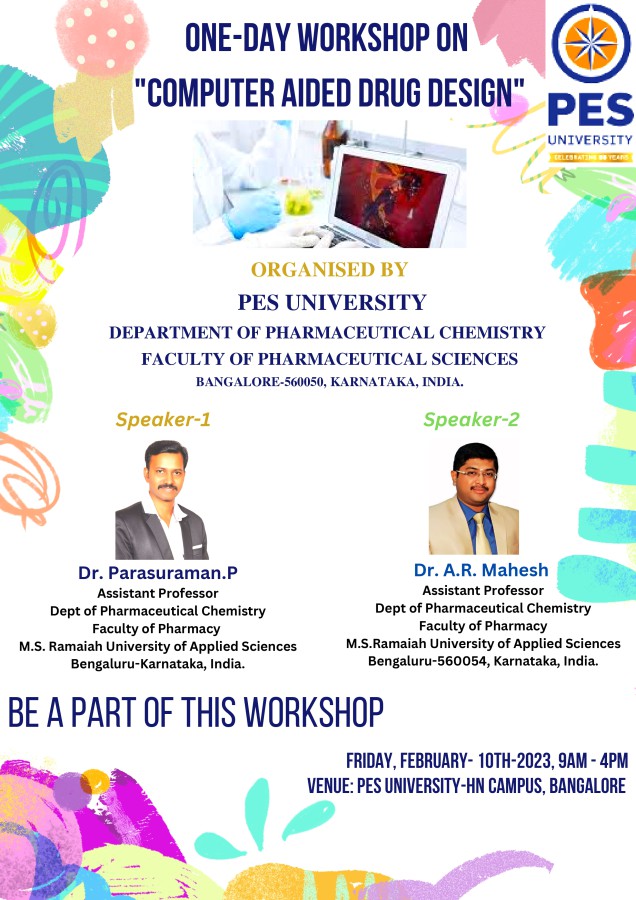 ONE-DAY WORKSHOP ON
"COMPUTER AIDED DRUG DESIGN"
PES
UNIVERSITY
CELEBRATING 50 YEARS
ORGANISED BY
PES UNIVERSITY
DEPARTMENT OF PHARMACEUTICAL CHEMISTRY
FACULTY OF PHARMACEUTICAL SCIENCES
BANGALORE-560050, KARNATAKA, INDIA.
Speaker-1
Dr. Parasuraman.P
Assistant Professor
Dept of Pharmaceutical Chemistry
Faculty of Pharmacy
M.S. Ramaiah University of Applied Sciences
Bengaluru-Karnataka, India.
Speaker-2
Dr. A.R. Mahesh
Assistant Professor
Dept of Pharmaceutical Chemistry
Faculty of Pharmacy
M.S.Ramaiah University of Applied Sciences
Bengaluru-560054, Karnataka, India.
BE A PART OF THIS WORKSHOP
FRIDAY, FEBRUARY- 10TH-2023, 9AM - 4PM
VENUE: PES UNIVERSITY-HN CAMPUS, BANGALORE